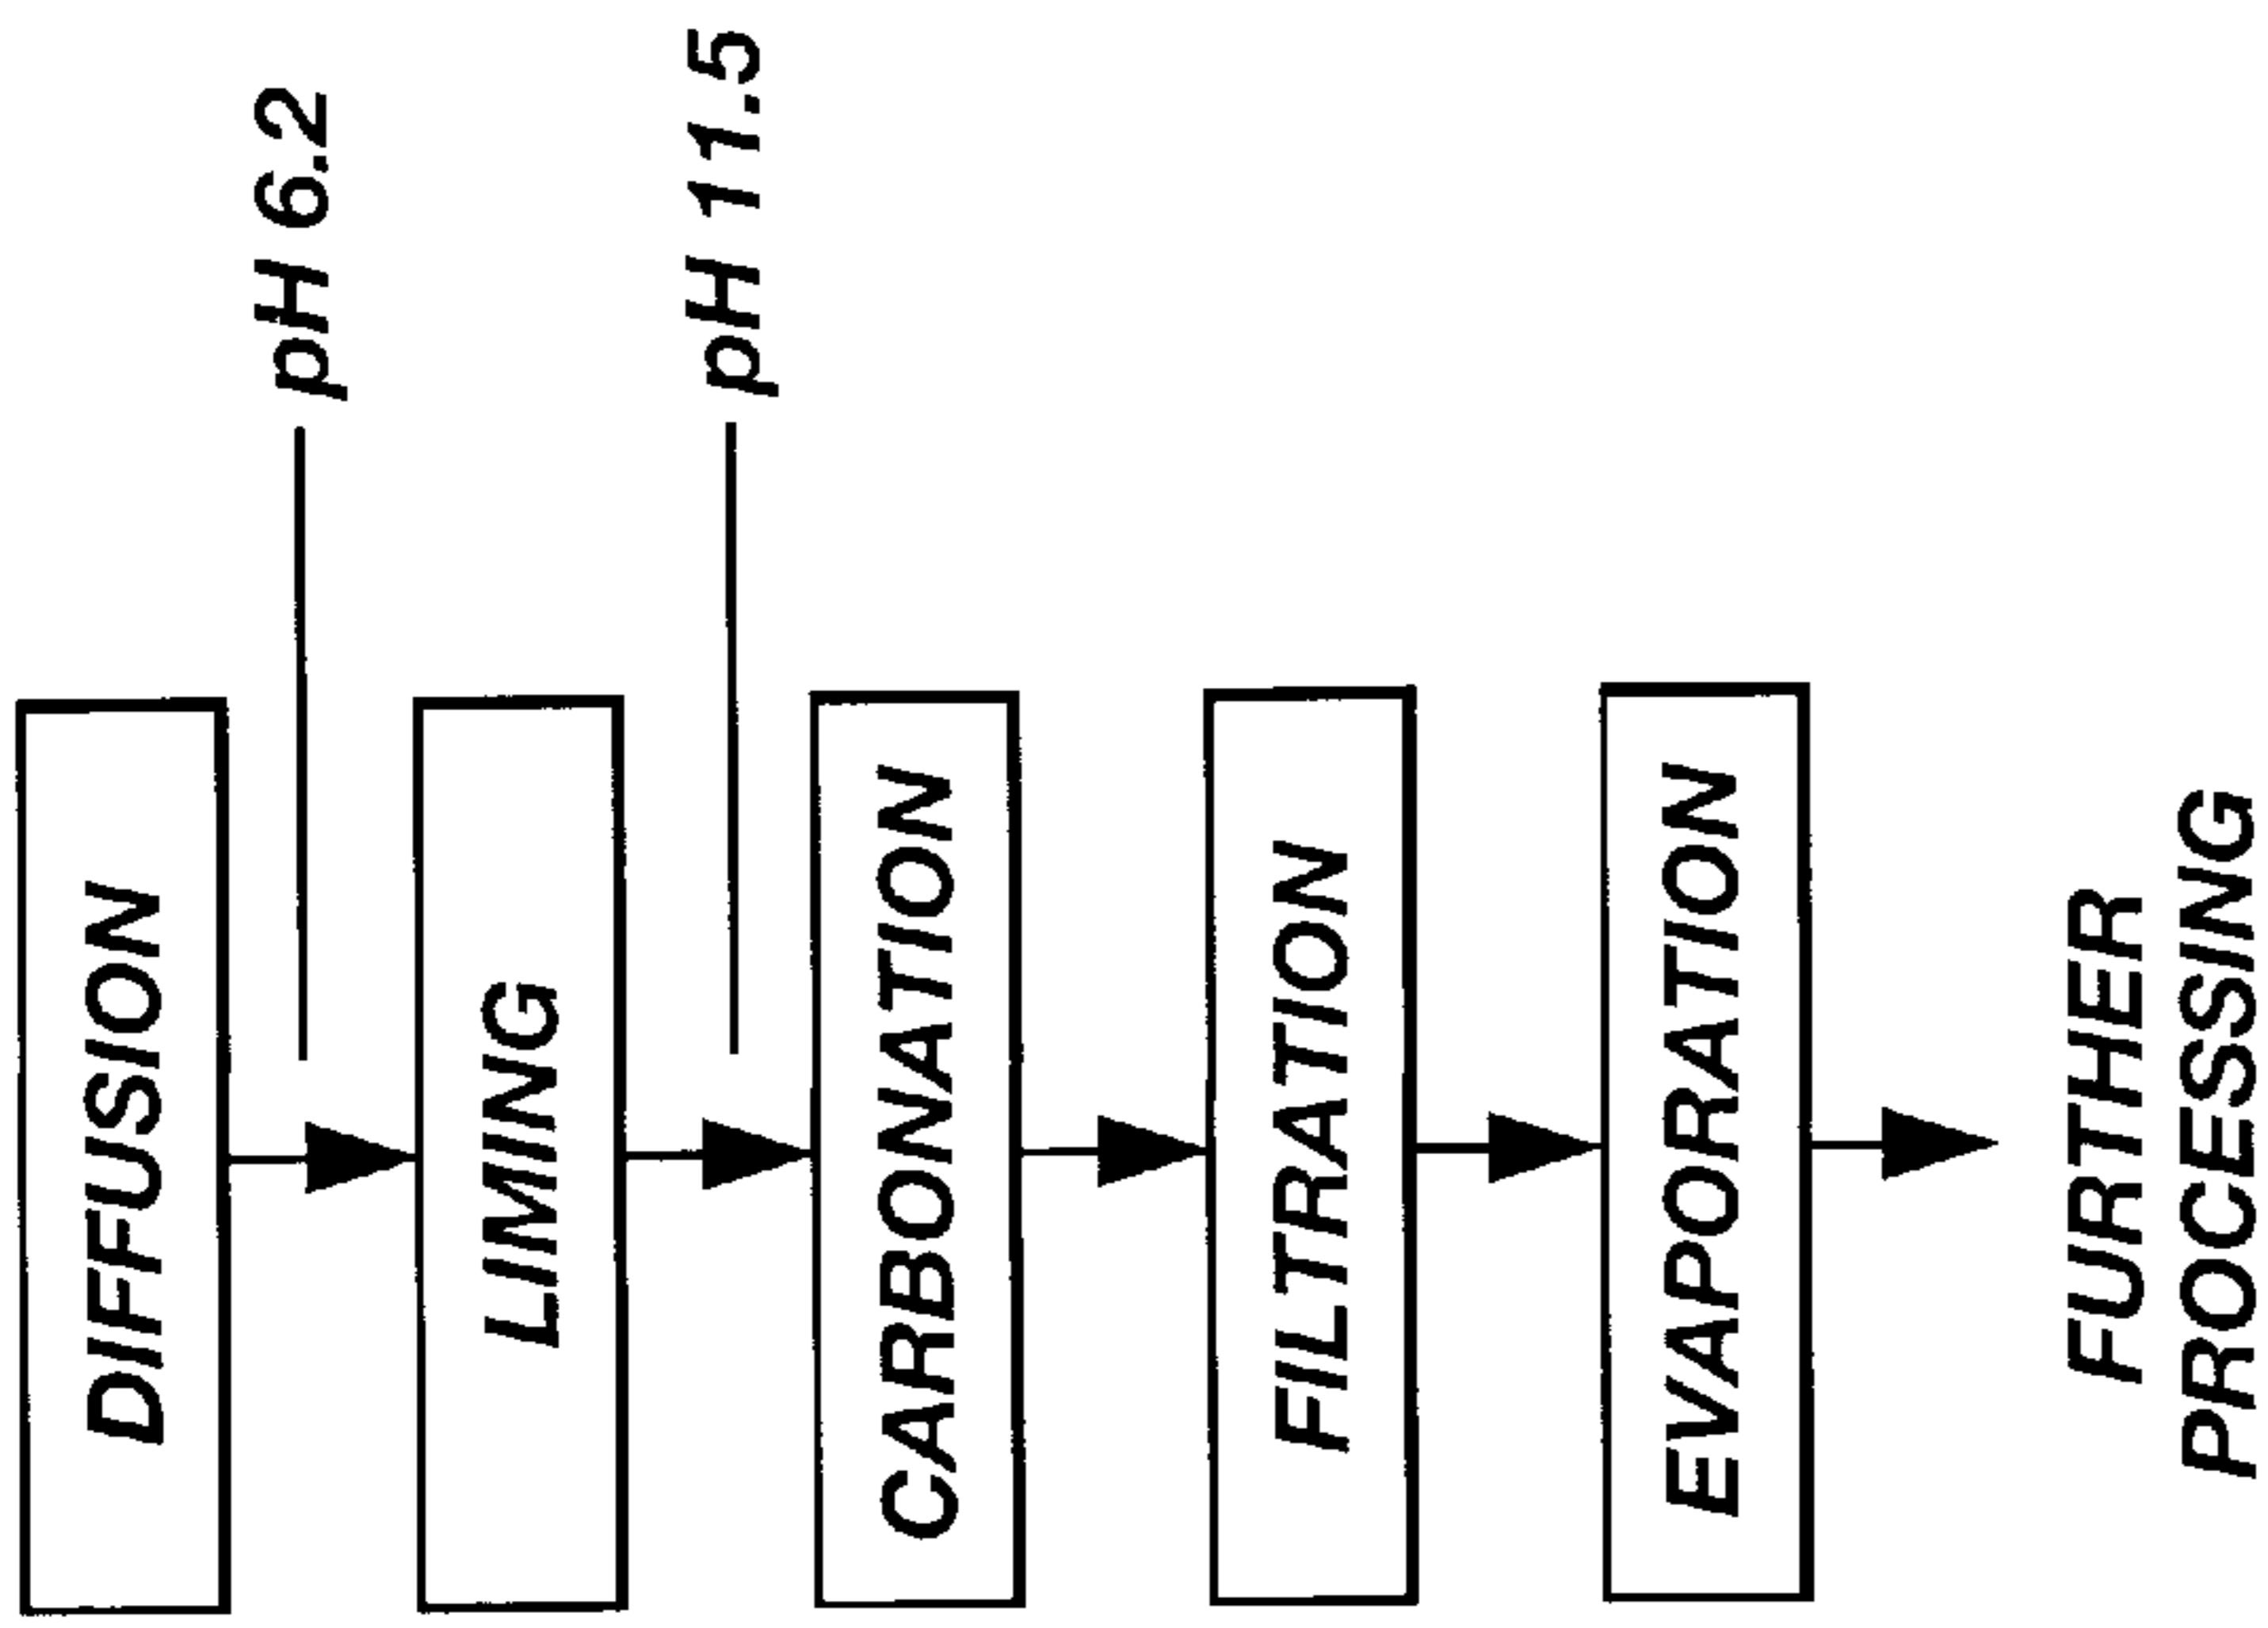 DIFFUSION
pH 6.2
LIMING
pH 11.5
CARBONATION
FILTRATION
EVAPORATION
FURTHER
PROCESSING